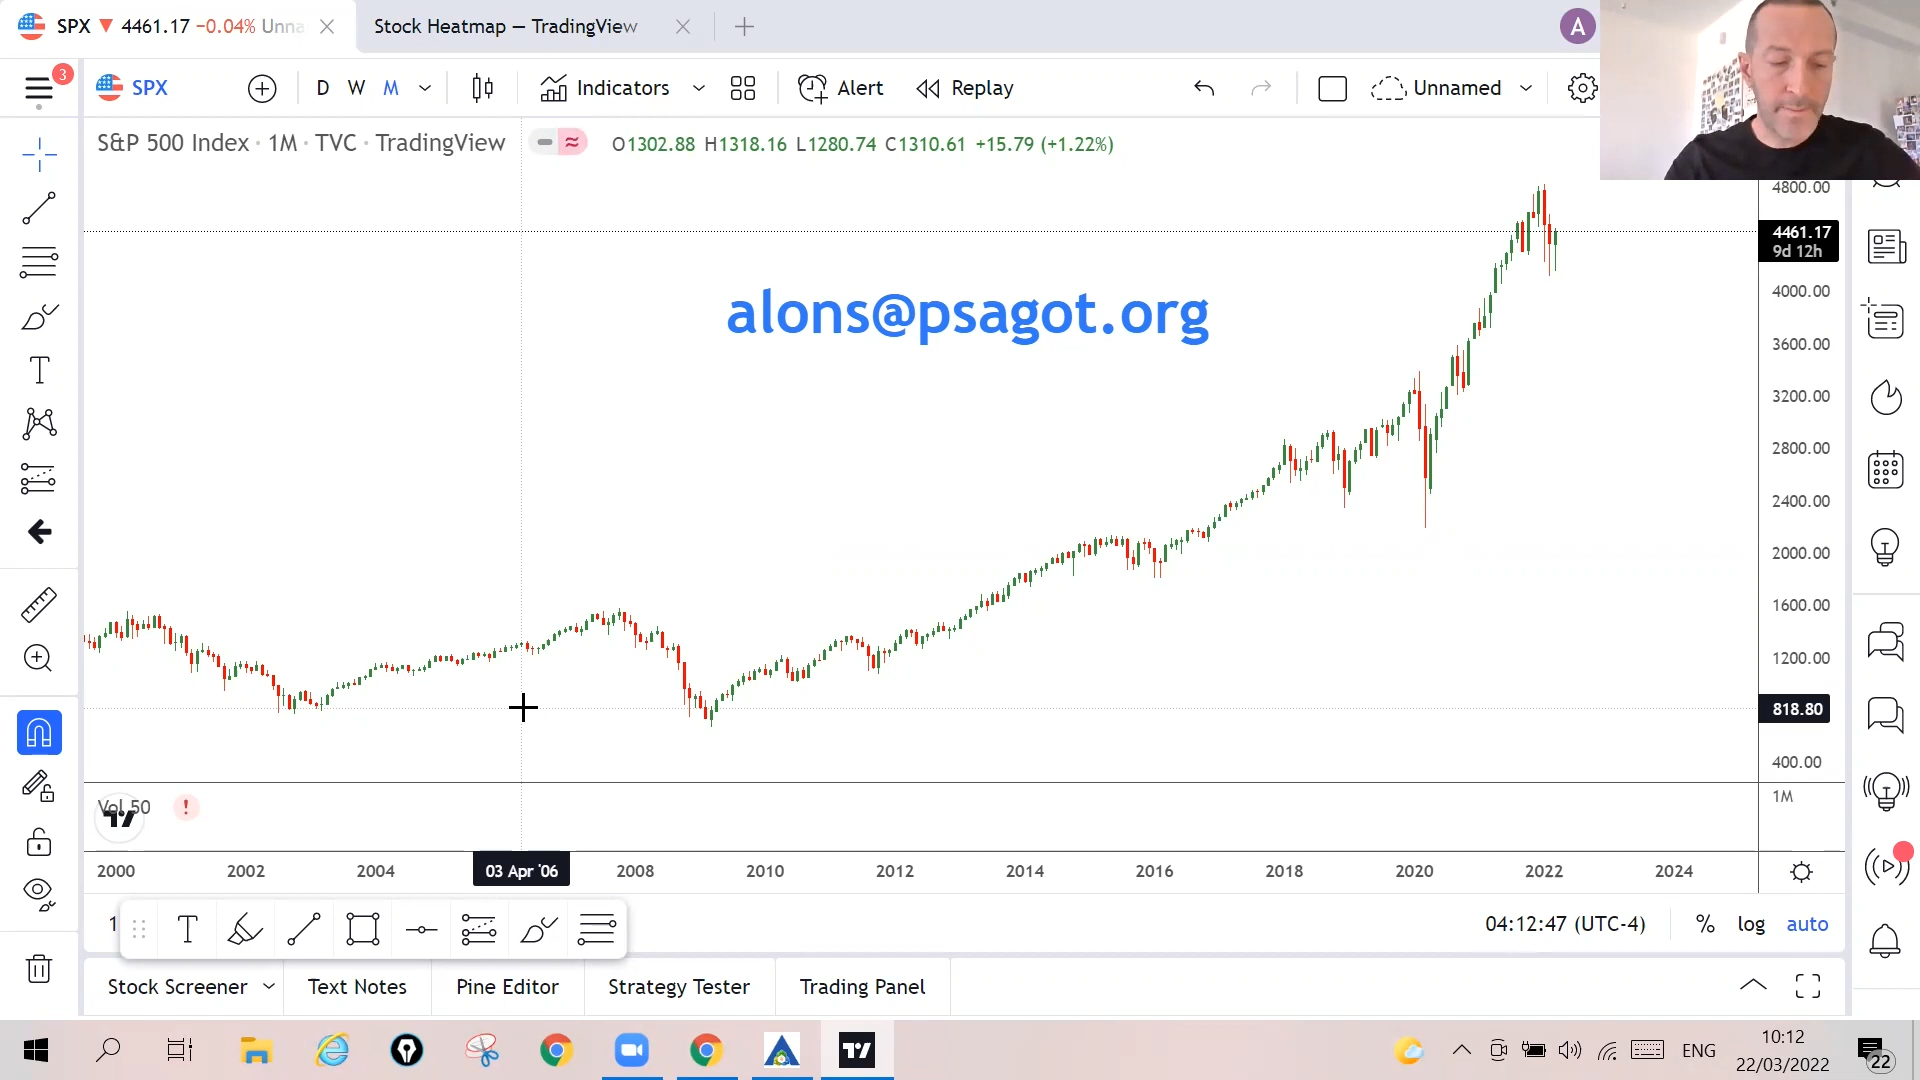 SPX 4461.17 −0.04% Unna
Stock Heatmap — TradingView
A
3
SPX
D W M
Indicators
Alert
Replay
Unnamed
S&P 500 Index · 1M · TVC · TradingView
O1302.88 H1318.16 L1280.74 C1310.61 +15.79 (+1.22%)
4800.00
4461.17
9d 12h
alons@psagot.org
4000.00
3600.00
3200.00
2800.00
2400.00
2000.00
1600.00
1200.00
818.80
400.00
Vol 50
!
1M
2000 2002 2004 03 Apr '06 2008 2010 2012 2014 2016 2018 2020 2022 2024
1
T
04:12:47 (UTC-4)
% log auto
Stock Screener
Text Notes
Pine Editor
Strategy Tester
Trading Panel
ENG
10:12
22/03/2022
22